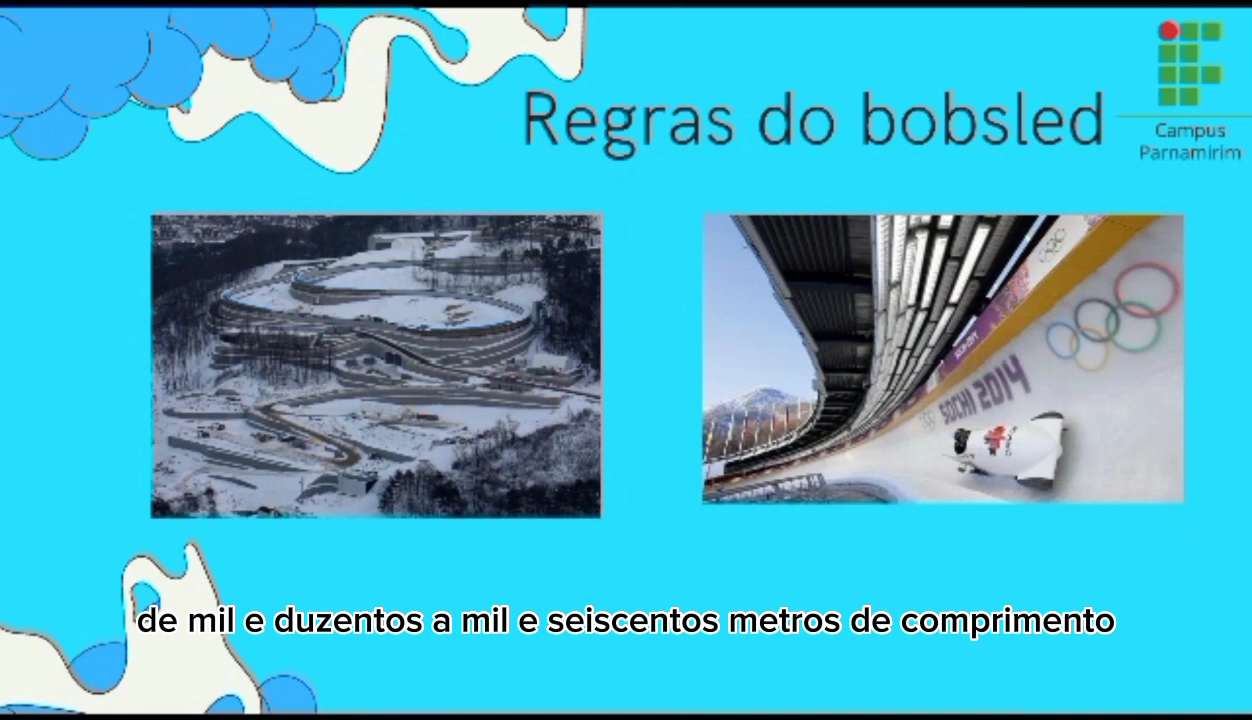 Regras do bobsled
Campus
Parnamirim
SOCHI 2014
de mil e duzentos a mil e seiscentos metros de comprimento